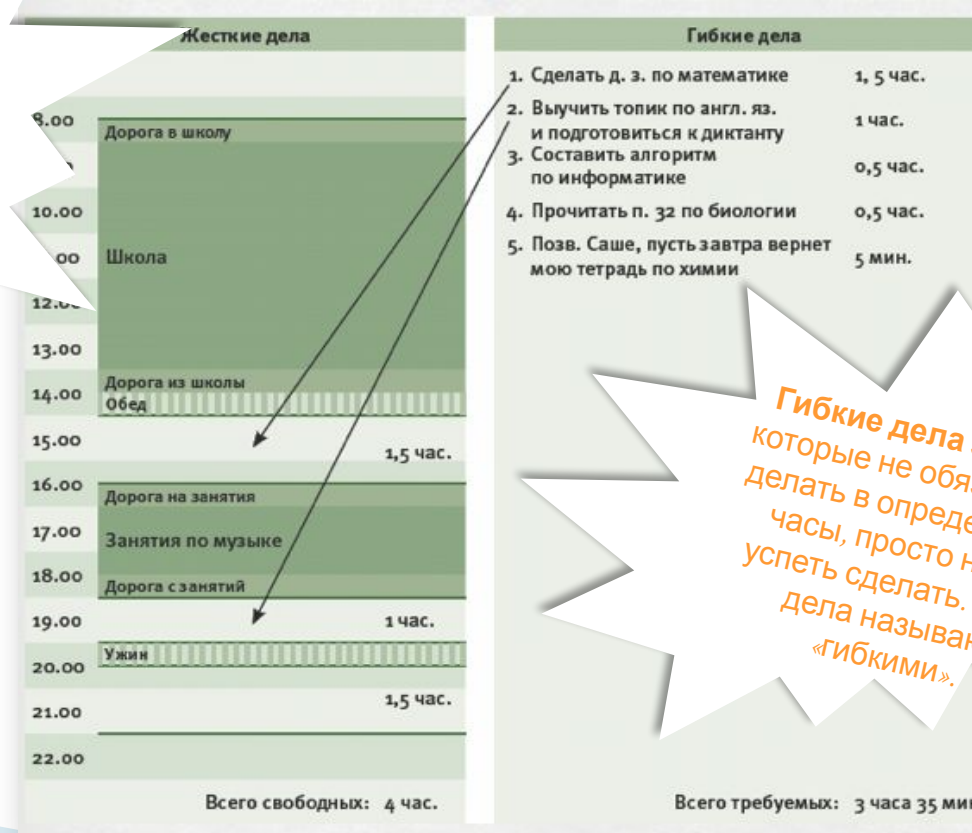 Жесткие дела
8.00
Дорога в школу
10.00
Школа
12.00
13.00
Дорога из школы
14.00
Обед
15.00
1,5 час.
16.00
Дорога на занятия
17.00
Занятия по музыке
18.00
Дорога с занятий
19.00
1 час.
Ужин
20.00
1,5 час.
21.00
22.00
Всего свободных: 4 час.
Гибкие дела
1. Сделать д. з. по математике 1, 5 час.
2. Выучить топик по англ. яз.
и подготовиться к диктанту 1 час.
3. Составить алгоритм
по информатике 0,5 час.
4. Прочитать п. 32 по биологии 0,5 час.
5. Позв. Саше, пусть завтра вернет
мою тетрадь по химии 5 мин.
Гибкие дела
которые не
делать в
часы, просто
успеть сделать.
дела
«гибкими».
Всего требуемых: 3 часа 35 мин